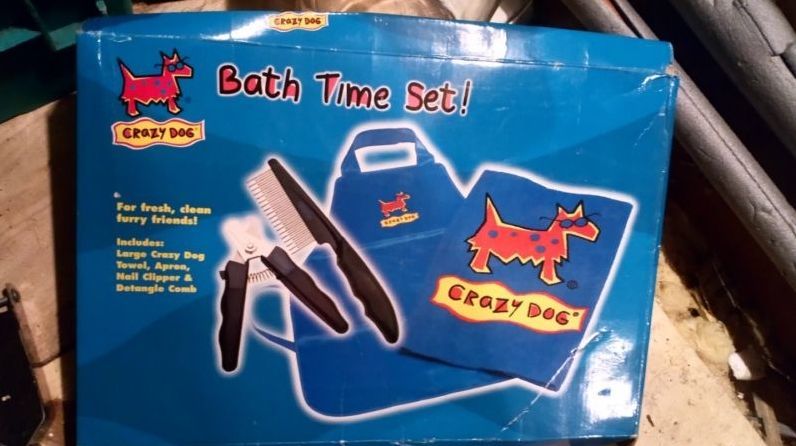 CRAZY DOG
Bath Time Set!
CRAZY DOG®
For fresh, clean
furry friends!
Includes:
Large Crazy Dog
Towel, Apron,
Nail Clipper &
Detangle Comb
CRAZY DOG
CRAZY DOG®